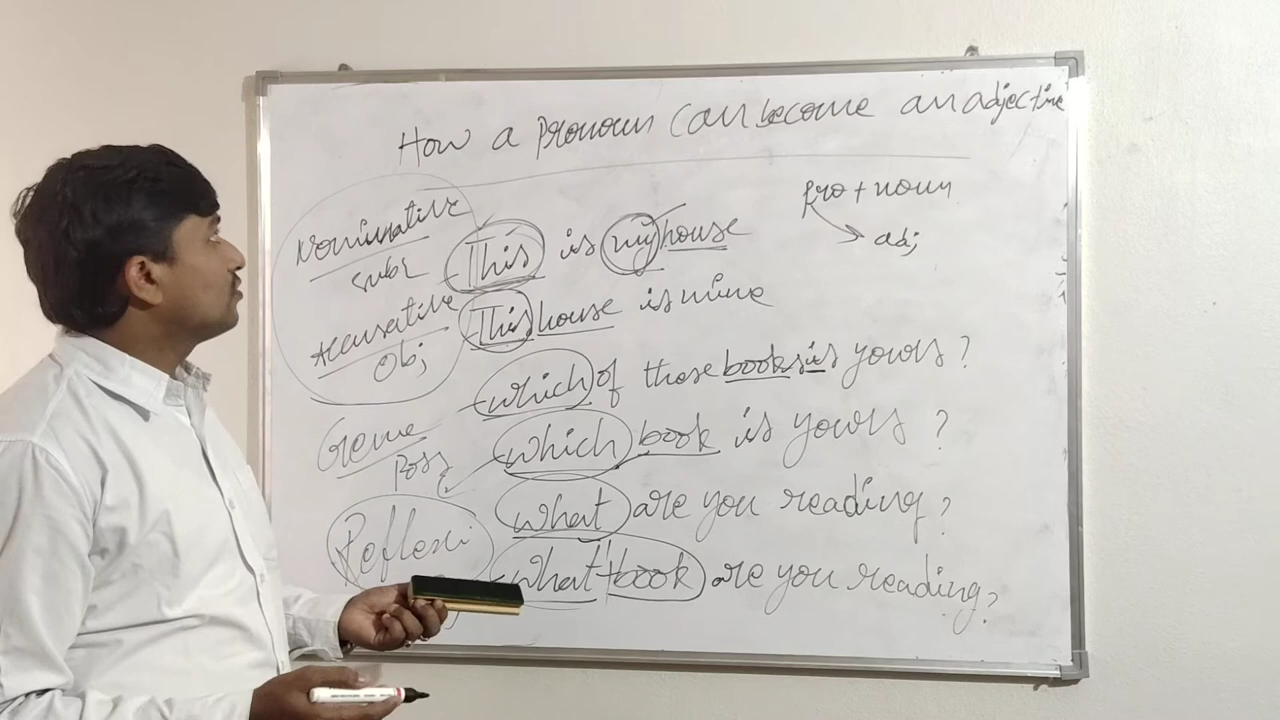 How a Pronoun Can become an adjective
pro + noun
adj
Nominative
subj
Accusative
Obj
Geni
Poss
Reflexi
This is my house
This house is mine
which of those books is yours ?
which book is yours ?
what are you reading ?
what + book are you reading ?